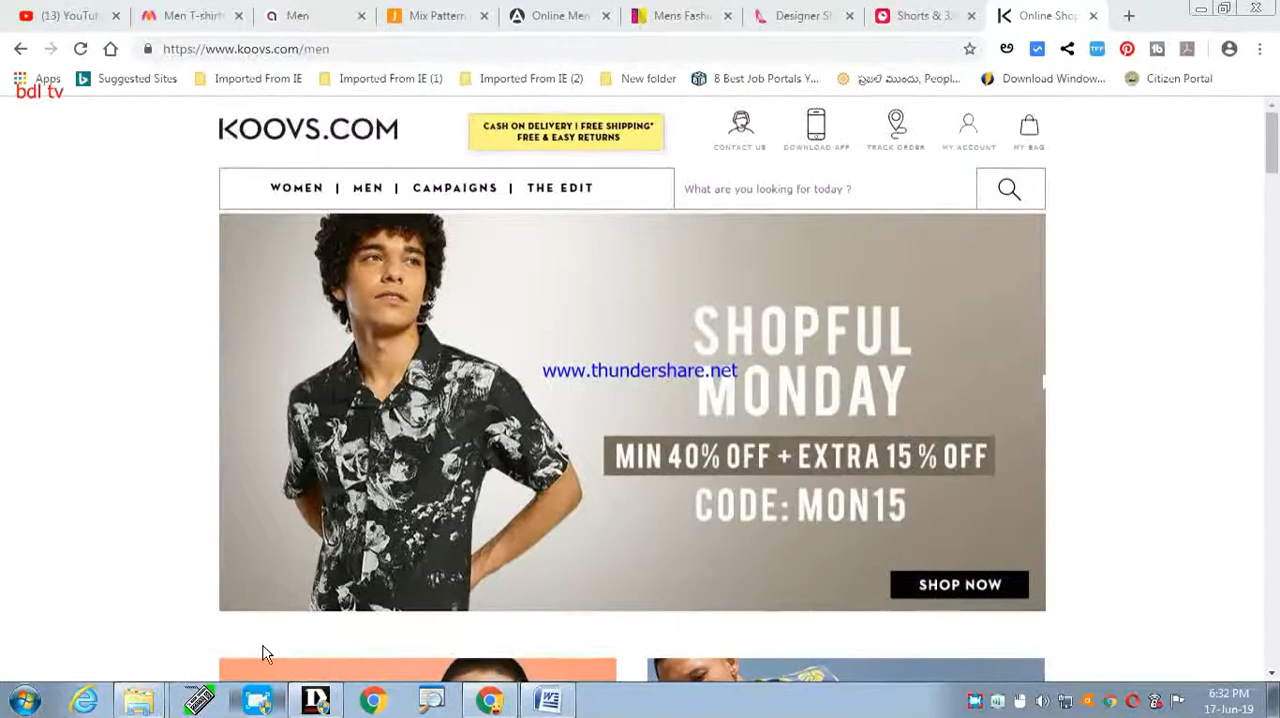 (13) YouTu
Men T-shirt
Men
Mix Pattern
Online Men
Mens Fashi
Designer Sh
Shorts & 3/
Online Shop
https://www.koovs.com/men
Apps
Suggested Sites
Imported From IE
Imported From IE (1)
Imported From IE (2)
New folder
8 Best Job Portals Y...
Download Window...
Citizen Portal
bdl tv
KOOVS.COM
CASH ON DELIVERY | FREE SHIPPING*
FREE & EASY RETURNS
CONTACT US
DOWNLOAD APP
TRACK ORDER
MY ACCOUNT
MY BAG
WOMEN | MEN | CAMPAIGNS | THE EDIT
What are you looking for today ?
SHOPFUL
www.thundershare.net
MONDAY
MIN 40% OFF + EXTRA 15% OFF
CODE: MON15
SHOP NOW
6:32 PM
17-Jun-19